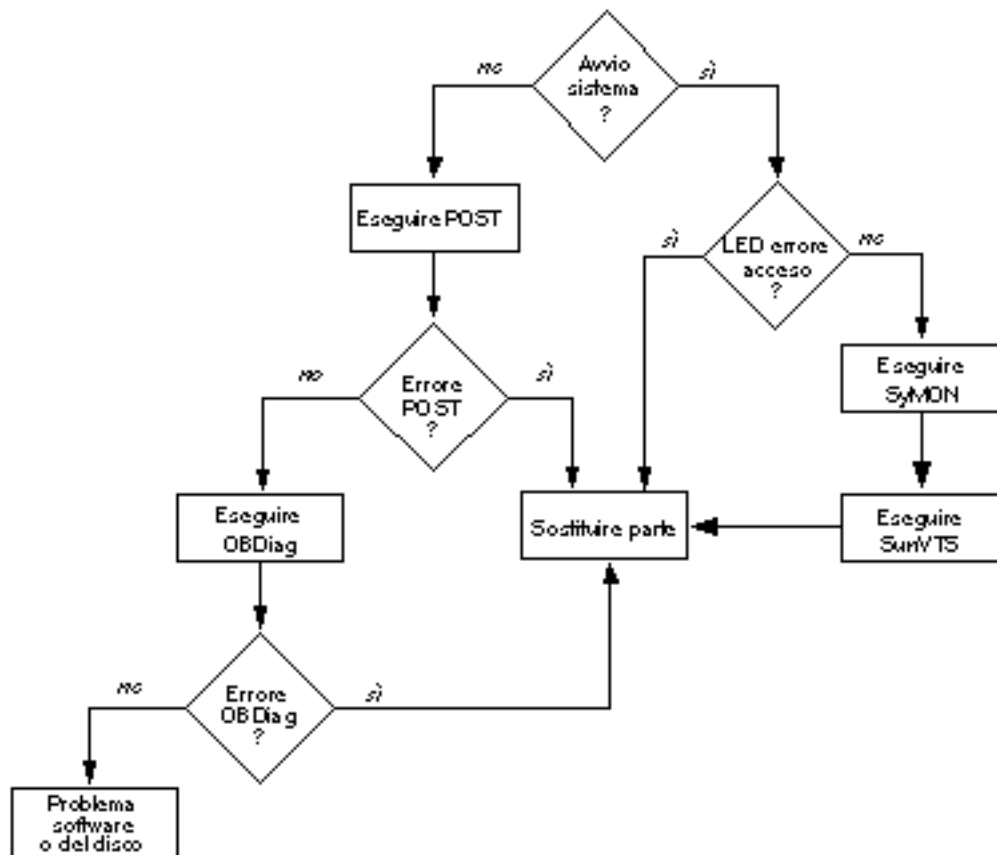 Avvio
sistema
?
no
sì
Eseguire POST
LED errore
acceso
?
sì
no
Errore
POST
?
no
sì
Eseguire
SyMON
Eseguire
OBDiag
Sostituire parte
Eseguire
SunVTS
Errore
OBDiag
?
no
sì
Problema
software
o del disco